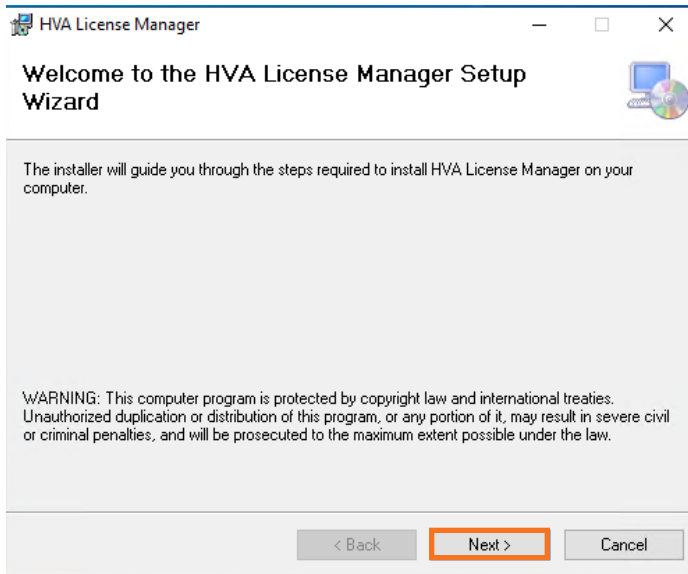 HVA License Manager
Welcome to the HVA License Manager Setup
Wizard
The installer will guide you through the steps required to install HVA License Manager on your
computer.
WARNING: This computer program is protected by copyright law and international treaties.
Unauthorized duplication or distribution of this program, or any portion of it, may result in severe civil
or criminal penalties, and will be prosecuted to the maximum extent possible under the law.
< Back Next > Cancel